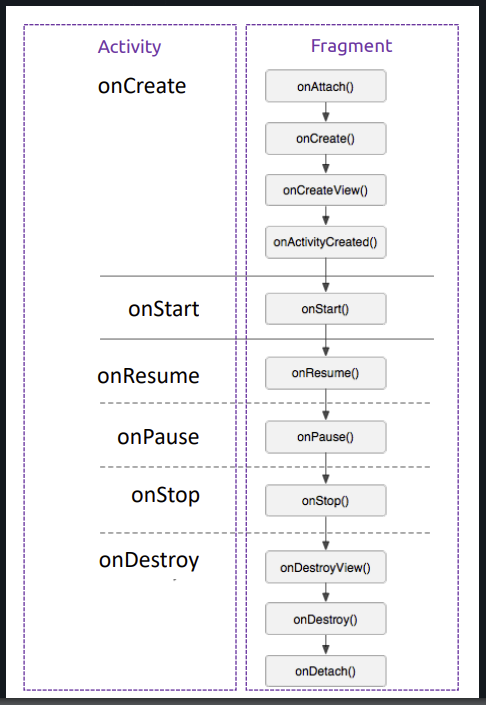 Activity
Fragment
onCreate
onAttach()
onCreate()
onCreateView()
onActivityCreated()
onStart
onStart()
onResume
onResume()
onPause
onPause()
onStop
onStop()
onDestroy
onDestroyView()
onDestroy()
onDetach()